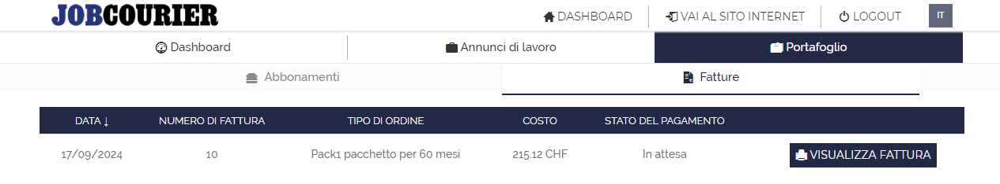 JOBCOURIER
DASHBOARD VAI AL SITO INTERNET LOGOUT IT
Dashboard Annunci di lavoro Portafoglio
Abbonamenti Fatture
DATA ↓ NUMERO DI FATTURA TIPO DI ORDINE COSTO STATO DEL PAGAMENTO
17/09/2024 10 Pack1 pacchetto per 60 mesi 215.12 CHF In attesa VISUALIZZA FATTURA